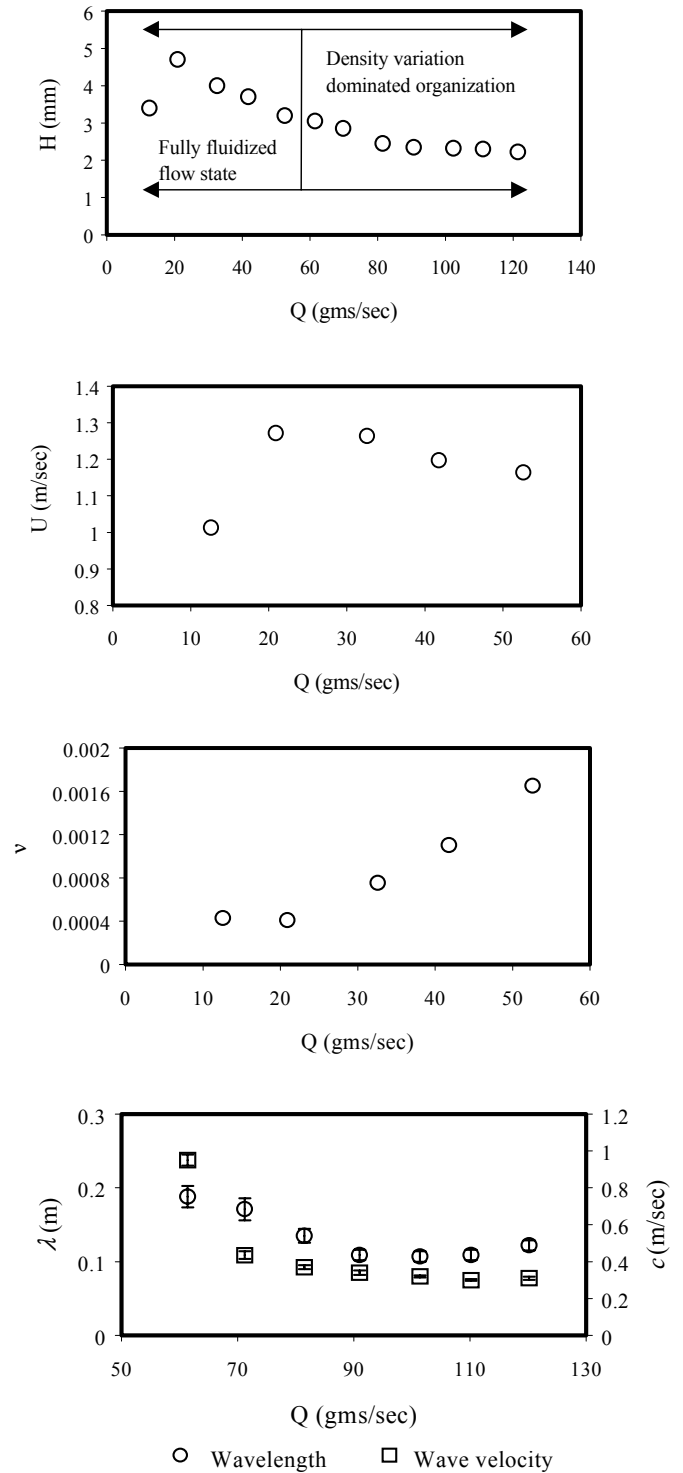 6
5
4
3
2
1
0
H (mm)
Density variation
dominated organization
Fully fluidized
flow state
0 20 40 60 80 100 120 140
Q (gms/sec)
1.4
1.3
1.2
1.1
1
0.9
0.8
U (m/sec)
0 10 20 30 40 50 60
Q (gms/sec)
0.002
0.0016
0.0012
0.0008
0.0004
0
ν
0 10 20 30 40 50 60
Q (gms/sec)
0.3
0.2
0.1
0
λ (m)
1.2
1
0.8
0.6
0.4
0.2
0
c (m/sec)
50 70 90 110 130
Q (gms/sec)
Wavelength Wave velocity